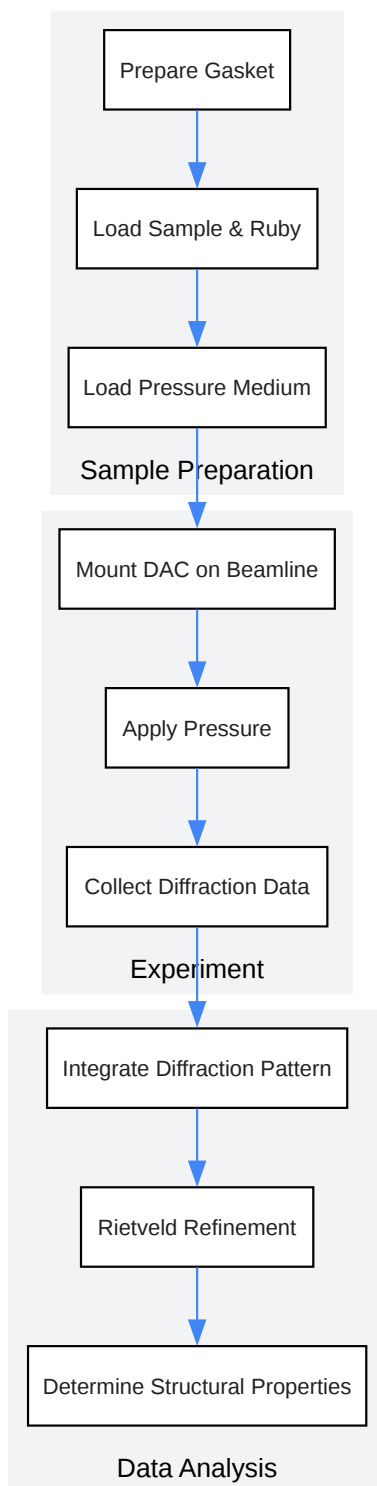 Prepare Gasket
Load Sample & Ruby
Load Pressure Medium
Sample Preparation
Mount DAC on Beamline
Apply Pressure
Collect Diffraction Data
Experiment
Integrate Diffraction Pattern
Rietveld Refinement
Determine Structural Properties
Data Analysis